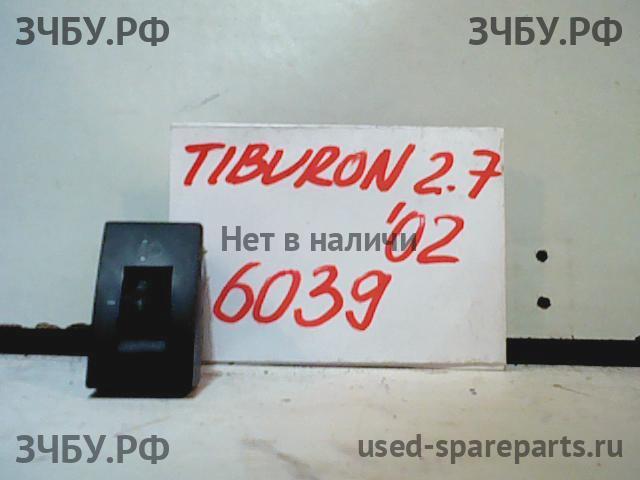 ЗЧБУ.РФ ЗЧБУ.РФ
TIBURON 2.7
'02
Нет в наличи
6039
ЗЧБУ.РФ used-spareparts.ru